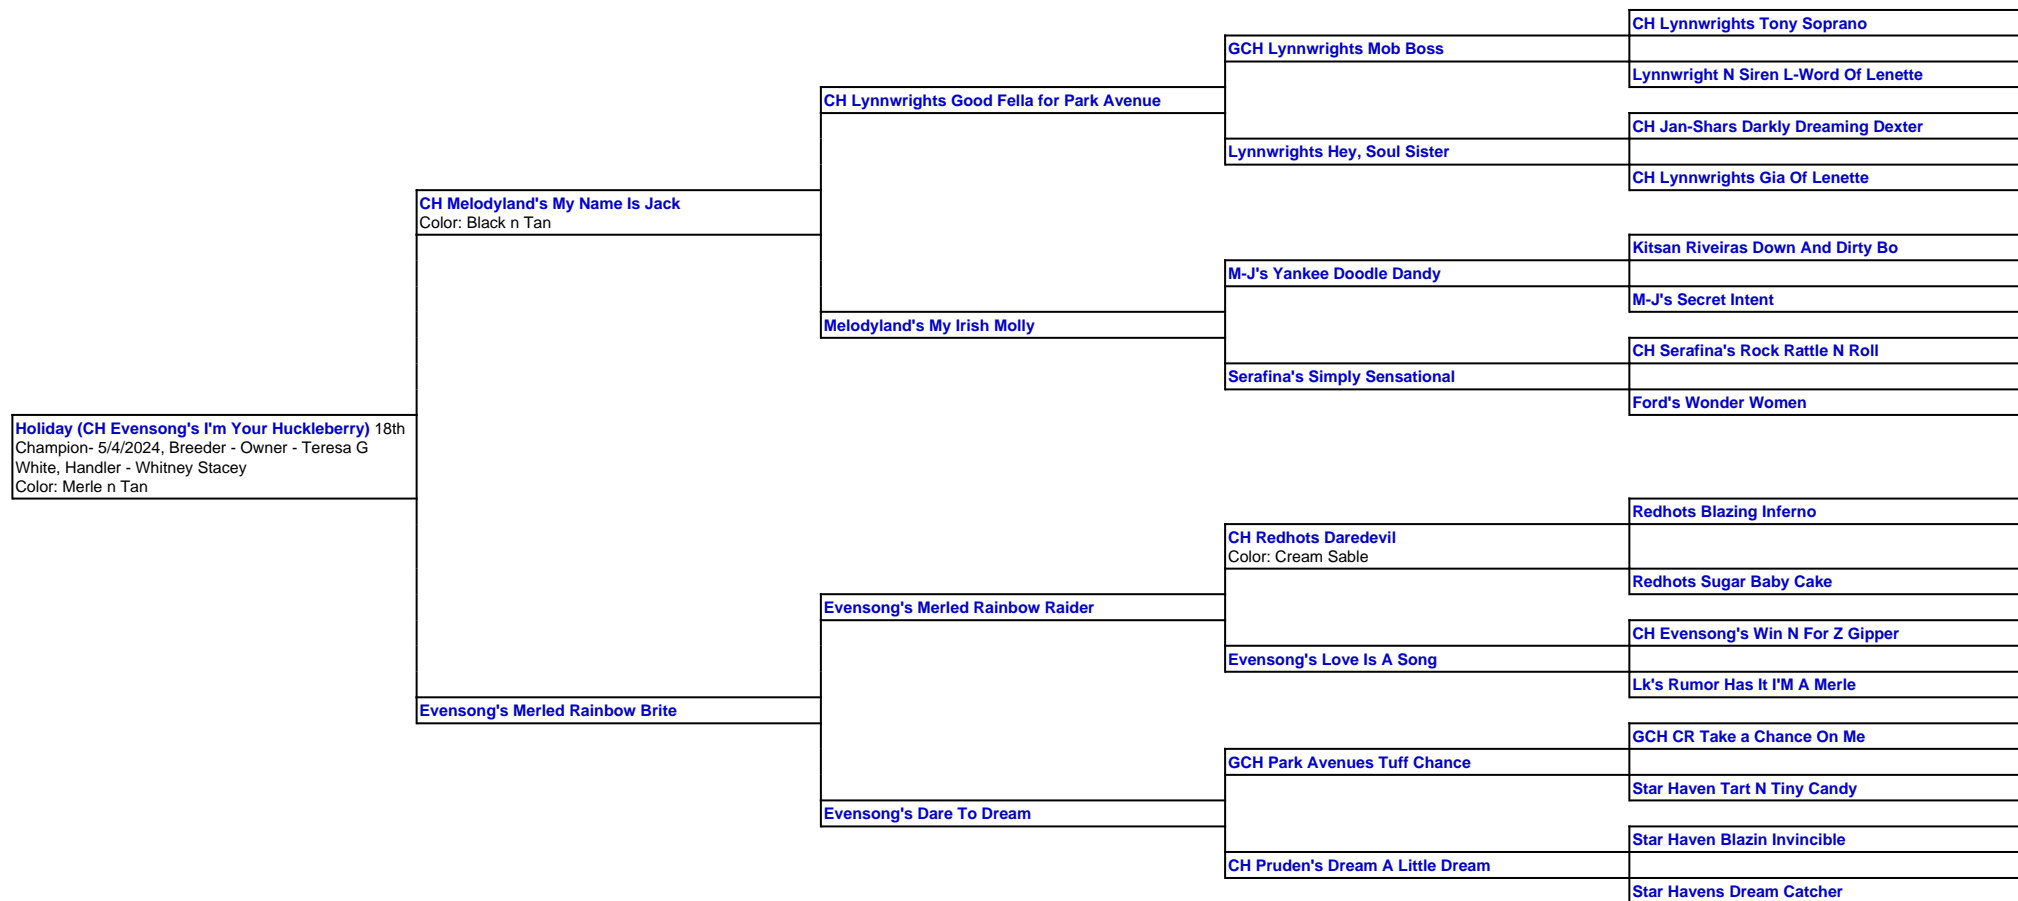 CH Lynnwrights Tony Soprano
GCH Lynnwrights Mob Boss
Lynnwright N Siren L-Word Of Lenette
CH Lynnwrights Good Fella for Park Avenue
CH Jan-Shars Darkly Dreaming Dexter
Lynnwrights Hey, Soul Sister
CH Lynnwrights Gia Of Lenette
CH Melodyland's My Name Is Jack
Color: Black n Tan
Kitsan Riveiras Down And Dirty Bo
M-J's Yankee Doodle Dandy
M-J's Secret Intent
Melodyland's My Irish Molly
CH Serafina's Rock Rattle N Roll
Serafina's Simply Sensational
Ford's Wonder Women
Holiday (CH Evensong's I'm Your Huckleberry) 18th
Champion- 5/4/2024, Breeder - Owner - Teresa G
White, Handler - Whitney Stacey
Color: Merle n Tan
Redhots Blazing Inferno
CH Redhots Daredevil
Color: Cream Sable
Redhots Sugar Baby Cake
Evensong's Merled Rainbow Raider
CH Evensong's Win N For Z Gipper
Evensong's Love Is A Song
Lk's Rumor Has It I'M A Merle
Evensong's Merled Rainbow Brite
GCH CR Take a Chance On Me
GCH Park Avenues Tuff Chance
Star Haven Tart N Tiny Candy
Evensong's Dare To Dream
Star Haven Blazin Invincible
CH Pruden's Dream A Little Dream
Star Havens Dream Catcher